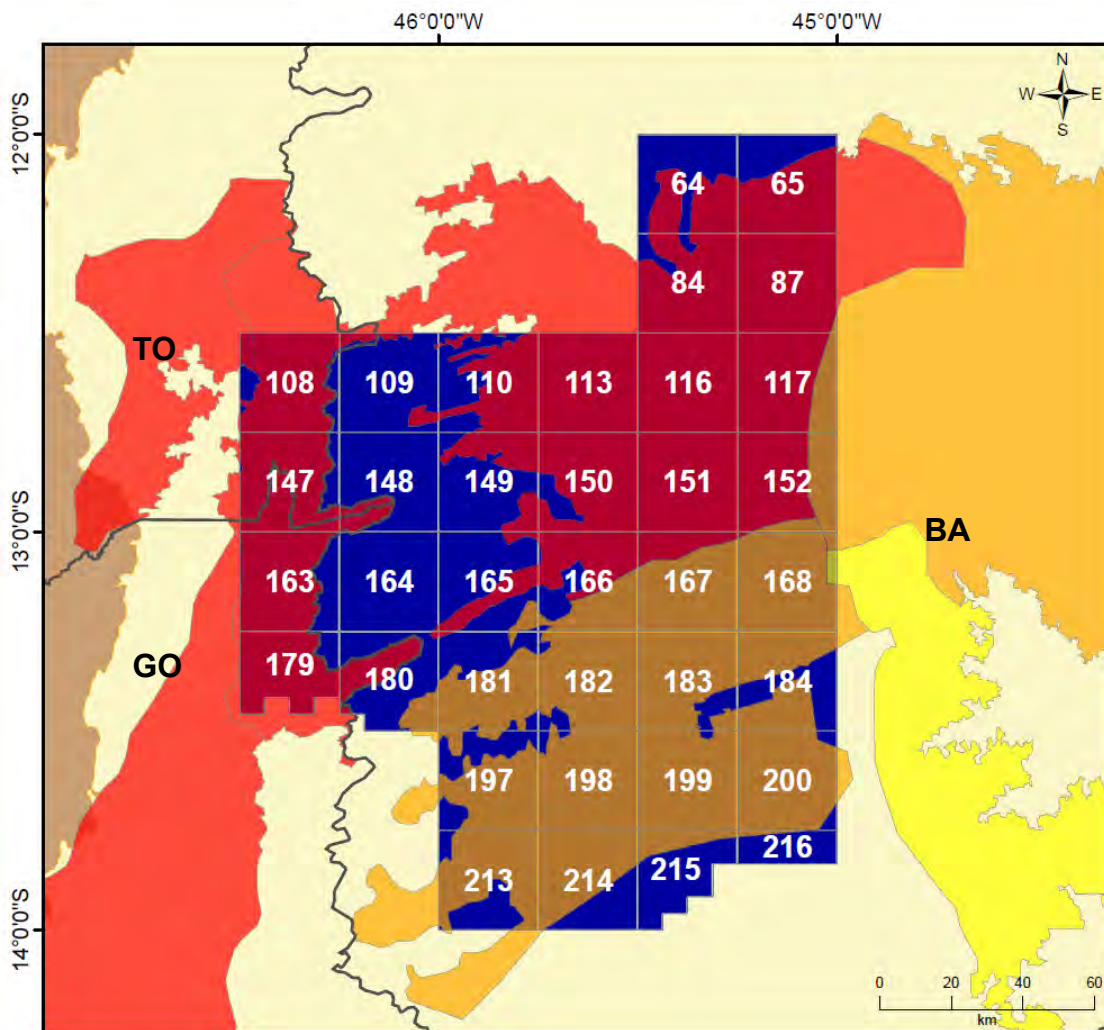 46°0'0"W 45°0'0"W
N
W E
S
12°0'0"S
64 65
84 87
TO
108 109 110 113 116 117
147 148 149 150 151 152
13°0'0"S
BA
163 164 165 166 167 168
GO
179 180 181 182 183 184
197 198 199 200
213 214 215 216
14°0'0"S
0 20 40 60
km